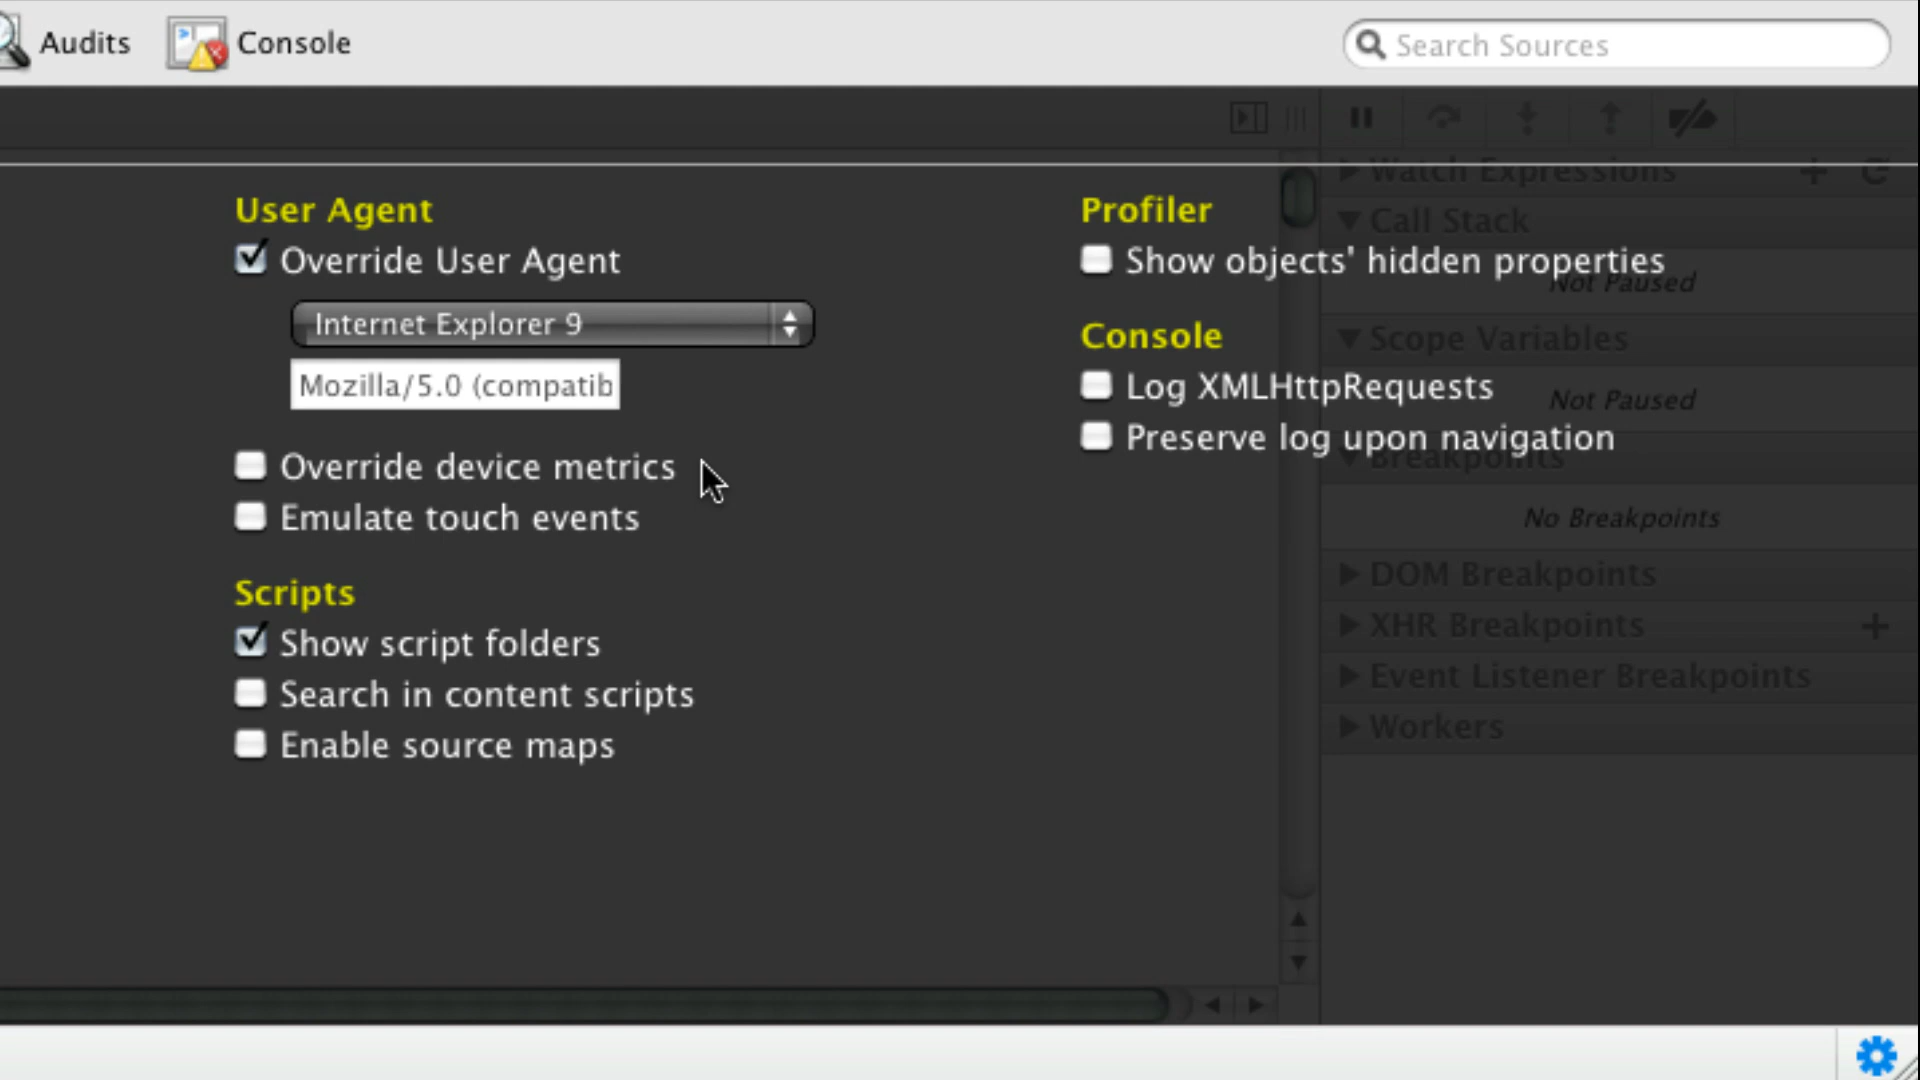 Audits
Console
Search Sources
Watch Expressions
User Agent
Override User Agent
Internet Explorer 9
Mozilla/5.0 (compatib
Override device metrics
Emulate touch events
Scripts
Show script folders
Search in content scripts
Enable source maps
Profiler
Show objects' hidden properties
Console
Log XMLHttpRequests
Preserve log upon navigation
Call Stack
Not Paused
Scope Variables
Not Paused
Breakpoints
No Breakpoints
DOM Breakpoints
XHR Breakpoints
Event Listener Breakpoints
Workers